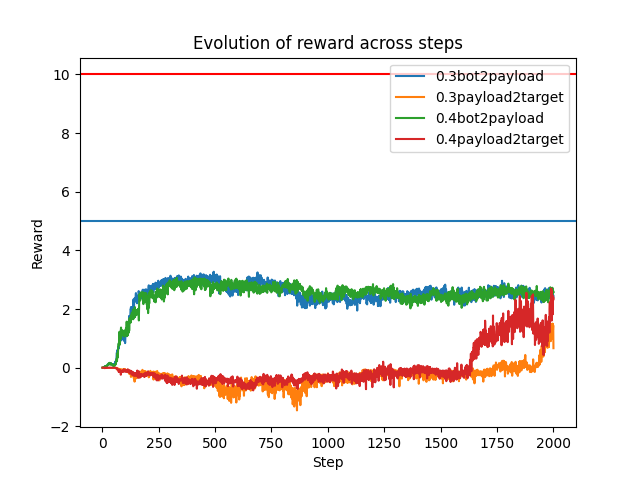 Evolution of reward across steps
10
8
6
4
2
0
−2
Reward
0.3bot2payload
0.3payload2target
0.4bot2payload
0.4payload2target
0 250 500 750 1000 1250 1500 1750 2000
Step